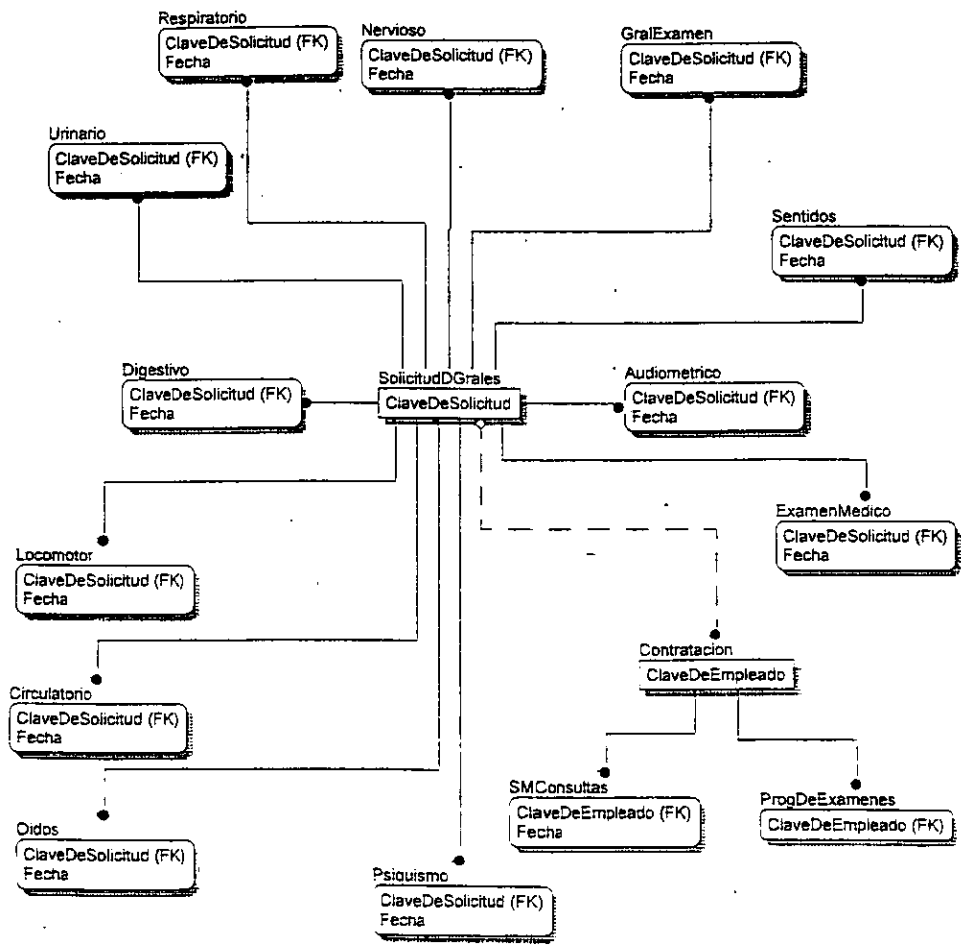 Respiratorio
ClaveDeSolicitud (FK)
Fecha
Nervioso
ClaveDeSolicitud (FK)
Fecha
GralExamen
ClaveDeSolicitud (FK)
Fecha
Urinario
ClaveDeSolicitud (FK)
Fecha
Sentidos
ClaveDeSolicitud (FK)
Fecha
Digestivo
ClaveDeSolicitud (FK)
Fecha
SolicitudDGrales
ClaveDeSolicitud
Audiometrico
ClaveDeSolicitud (FK)
Fecha
ExamenMedico
ClaveDeSolicitud (FK)
Fecha
Locomotor
ClaveDeSolicitud (FK)
Fecha
Contratacion
ClaveDeEmpleado
Circulatorio
ClaveDeSolicitud (FK)
Fecha
SMConsultas
ClaveDeEmpleado (FK)
Fecha
ProgDeExamenes
ClaveDeEmpleado (FK)
Oidos
ClaveDeSolicitud (FK)
Fecha
Psiquismo
ClaveDeSolicitud (FK)
Fecha